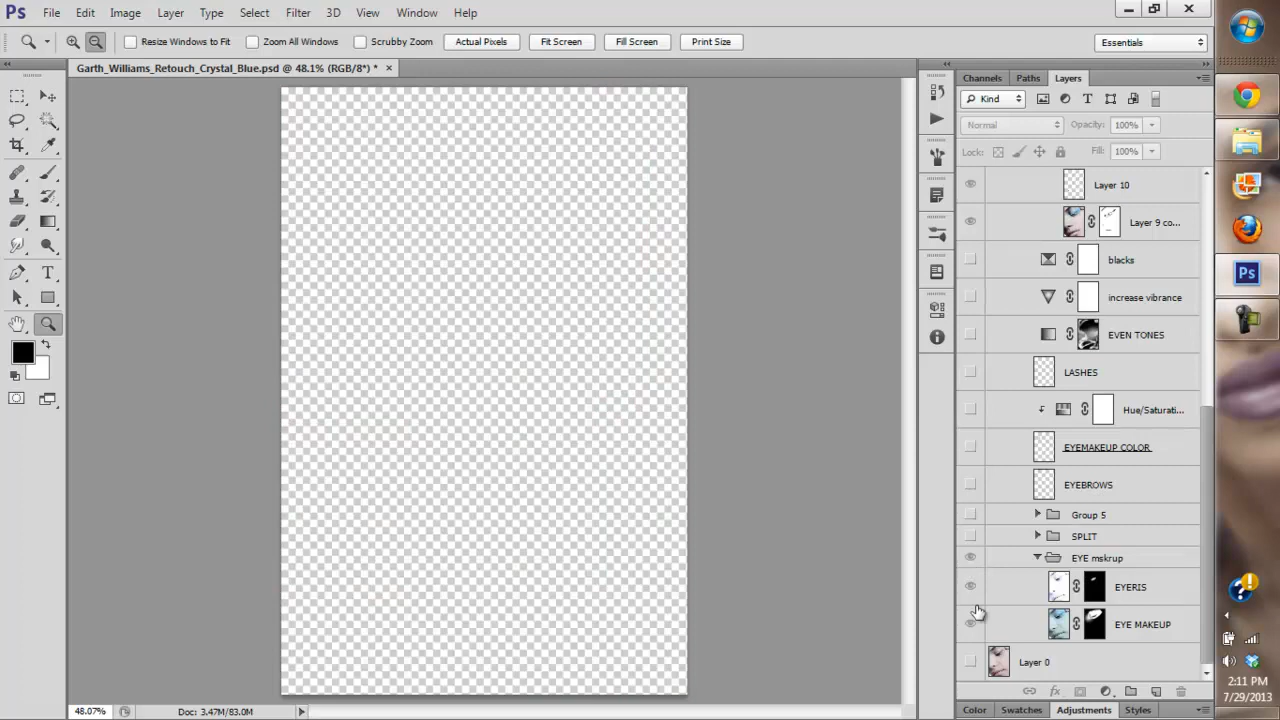 Ps File Edit Image Layer Type Select Filter 3D View Window Help
Resize Windows to Fit Zoom All Windows Scrubby Zoom Actual Pixels Fit Screen Fill Screen Print Size Essentials
Garth_Williams_Retouch_Crystal_Blue.psd @ 48.1% (RGB/8*) * ×
Channels Paths Layers
Kind
Normal Opacity: 100%
Lock: Fill: 100%
Layer 10
Layer 9 co...
blacks
increase vibrance
EVEN TONES
LASHES
Hue/Saturati...
EYEMAKEUP COLOR
EYEBROWS
Group 5
SPLIT
EYE mskrup
EYERIS
EYE MAKEUP
Layer 0
48.07% Doc: 3.47M/83.0M
Color Swatches Adjustments Styles
Ps
2:11 PM
7/29/2013